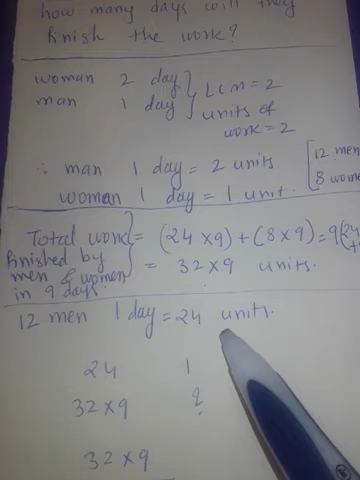 how many days will they
finish the work?
woman 2 day } LCM = 2
man 1 day } units of
work = 2
∴ man 1 day = 2 units [12 men
woman 1 day = 1 unit. 8 wome
Total work = (24 × 9) + (8 × 9) = 9(24
finished by
men & women = 32 × 9 units.
in 9 days
12 men 1 day = 24 units.
24 1
32 × 9 ?
32 × 9